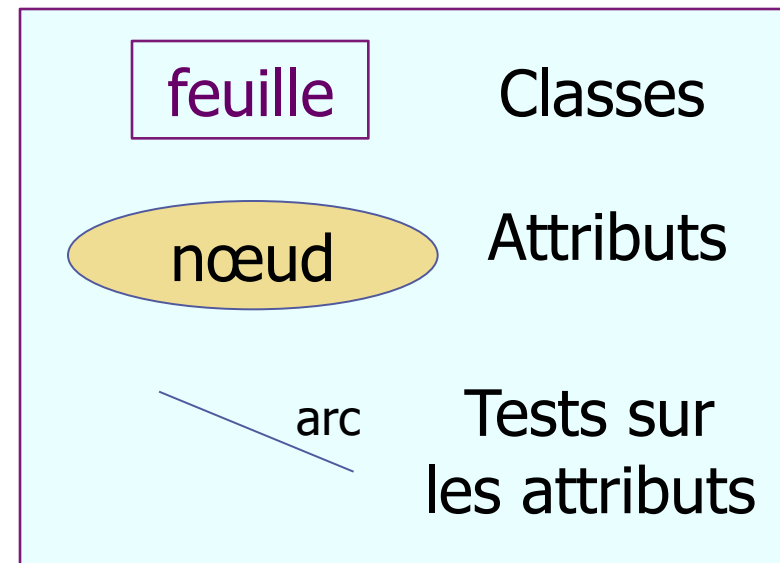 feuille Classes
nœud Attributs
arc Tests sur
les attributs